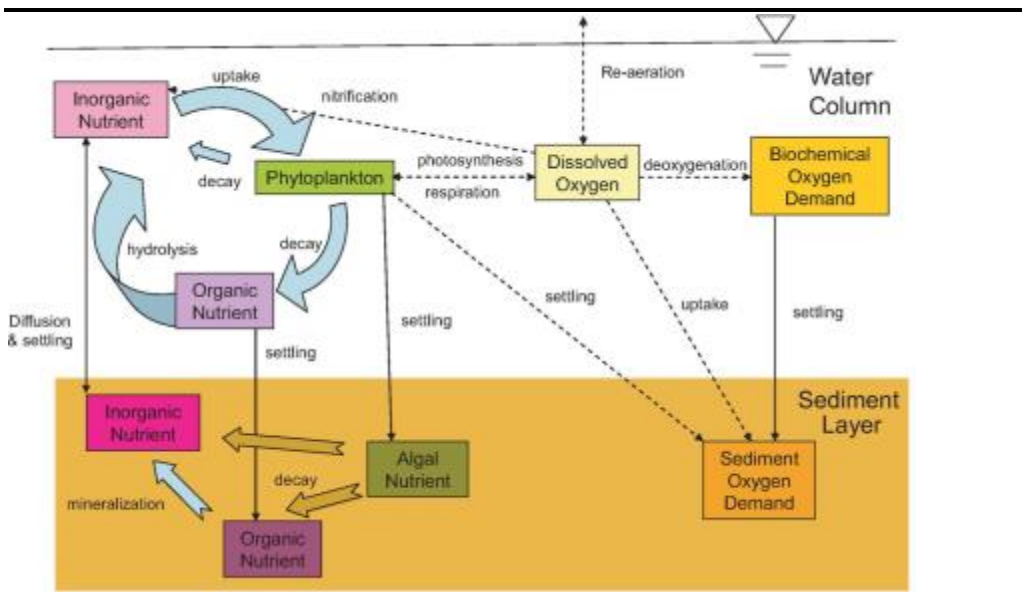 Re-aeration
Water
Column
uptake
nitrification
Inorganic
Nutrient
decay
Phytoplankton
photosynthesis
respiration
Dissolved
Oxygen
deoxygenation
Biochemical
Oxygen
Demand
hydrolysis
decay
Organic
Nutrient
Diffusion
& settling
settling
settling
settling
uptake
settling
Sediment
Layer
Inorganic
Nutrient
Algal
Nutrient
Sediment
Oxygen
Demand
decay
mineralization
Organic
Nutrient